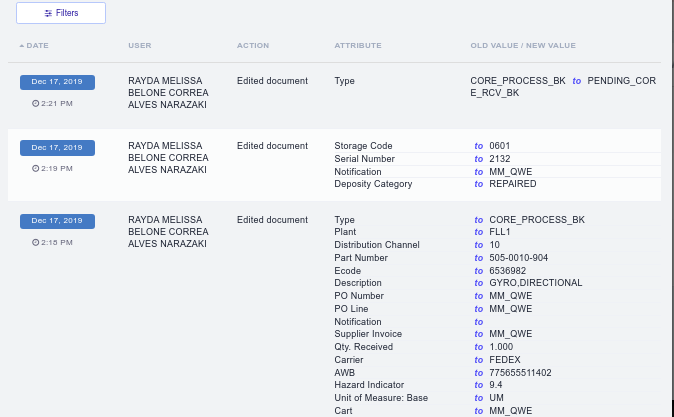 Filters
DATE USER ACTION ATTRIBUTE OLD VALUE / NEW VALUE
Dec 17, 2019 RAYDA MELISSA Edited document Type CORE_PROCESS_BK to PENDING_COR
BELONE CORREA E_RCV_BK
2:21 PM ALVES NARAZAKI
Dec 17, 2019 RAYDA MELISSA Edited document Storage Code to 0601
BELONE CORREA Serial Number to 2132
2:19 PM ALVES NARAZAKI Notification to MM_QWE
Deposity Category to REPAIRED
Dec 17, 2019 RAYDA MELISSA Edited document Type to CORE_PROCESS_BK
BELONE CORREA Plant to FLL1
2:18 PM ALVES NARAZAKI Distribution Channel to 10
Part Number to 505-0010-904
Ecode to 6536982
Description to GYRO,DIRECTIONAL
PO Number to MM_QWE
PO Line to MM_QWE
Notification to
Supplier Invoice to MM_QWE
Qty. Received to 1.000
Carrier to FEDEX
AWB to 775655511402
Hazard Indicator to 9.4
Unit of Measure: Base to UM
Cart to MM_QWE